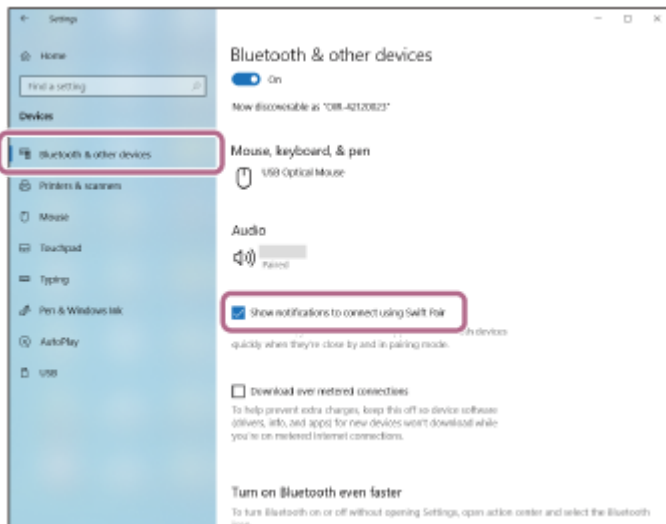 Settings
Home
Find a setting
Devices
Bluetooth & other devices
Printers & scanners
Mouse
Touchpad
Typing
Pen & Windows Ink
AutoPlay
USB
Bluetooth & other devices
On
Now discoverable as
Mouse, keyboard, & pen
USB Optical Mouse
Audio
Paired
Show notifications to connect using Swift Pair
devices
quickly when they're close by and in pairing mode.
Download over metered connections
To help prevent extra charges, keep this off so device software
(drivers, info, and apps) for new devices won't download while
you're on metered Internet connections.
Turn on Bluetooth even faster
To turn Bluetooth on or off without opening Settings, open action center and select the Bluetooth